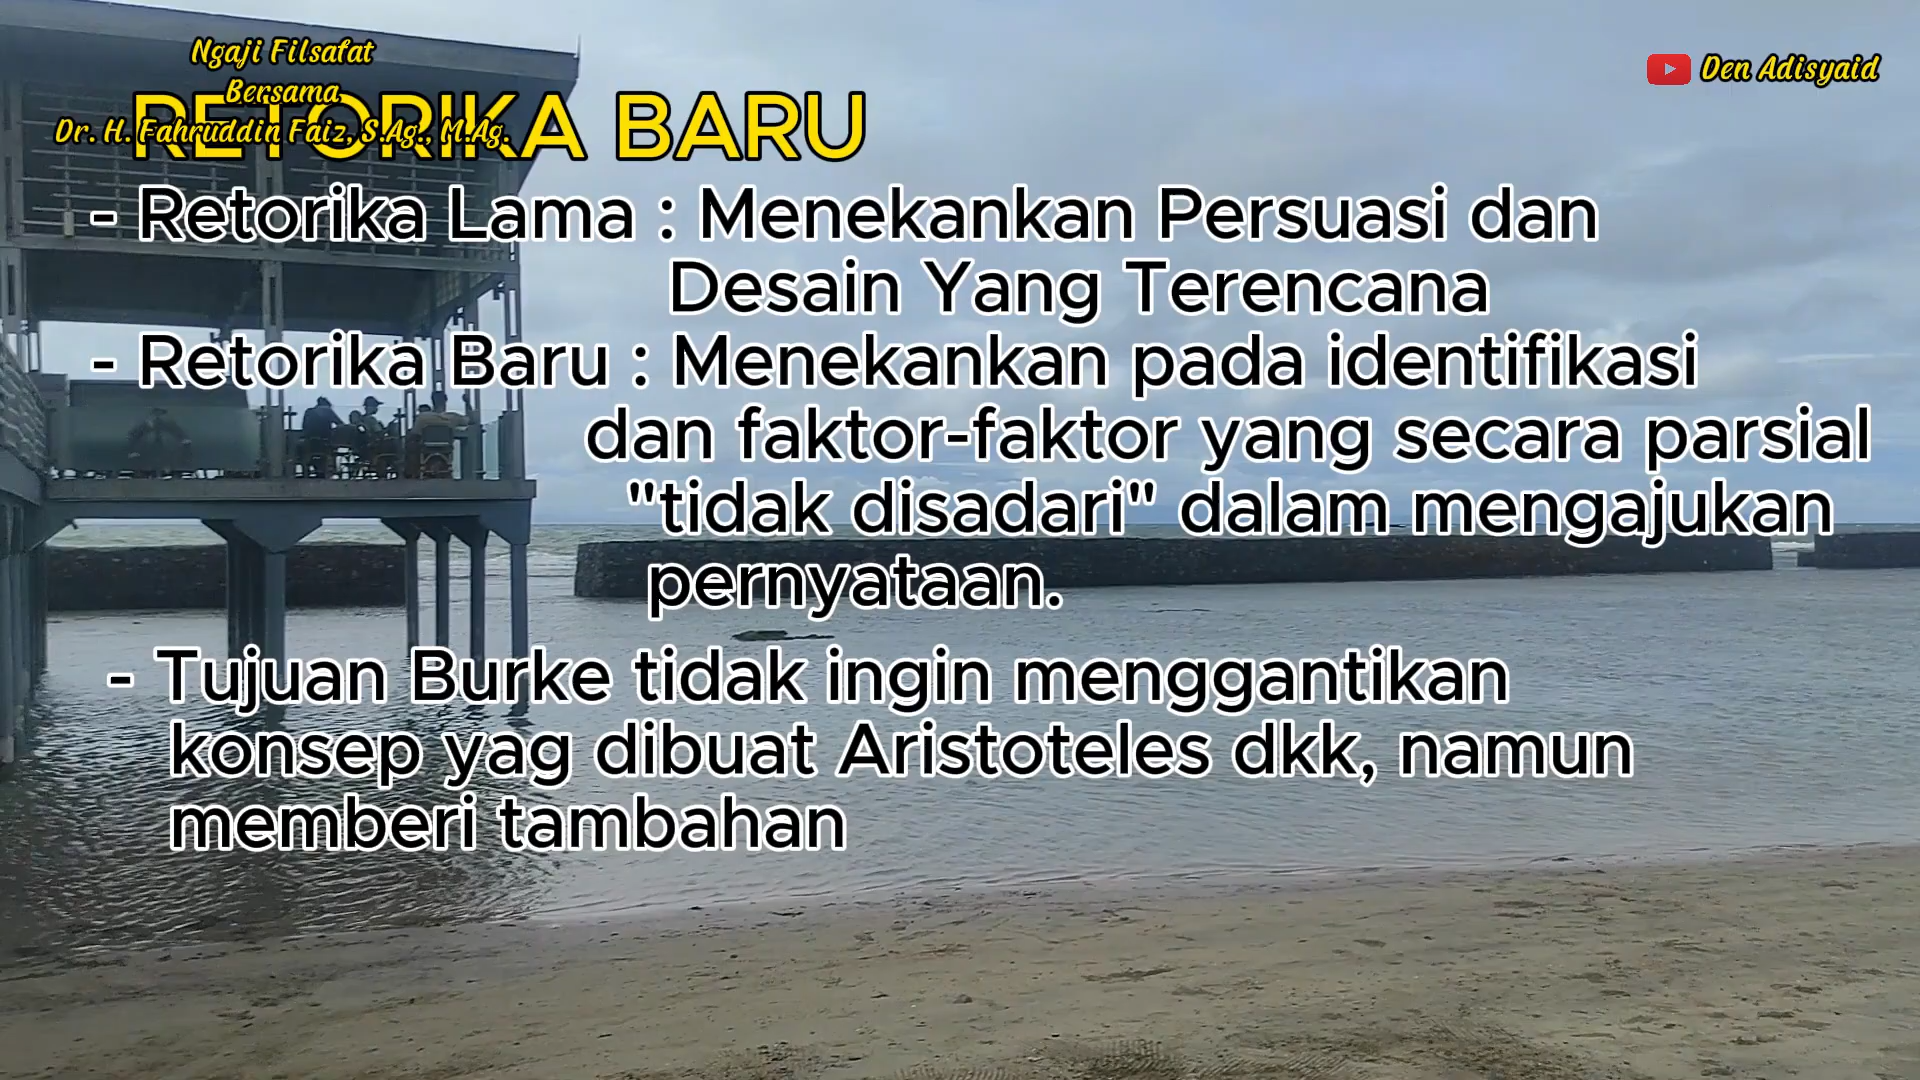 Ngaji Filsafat
Bersama
Dr. H. Fahruddin Faiz, S.Ag., M.Ag.
Den Adisyaid
RETORIKA BARU
- Retorika Lama : Menekankan Persuasi dan
Desain Yang Terencana
- Retorika Baru : Menekankan pada identifikasi
dan faktor-faktor yang secara parsial
"tidak disadari" dalam mengajukan
pernyataan.
- Tujuan Burke tidak ingin menggantikan
konsep yag dibuat Aristoteles dkk, namun
memberi tambahan